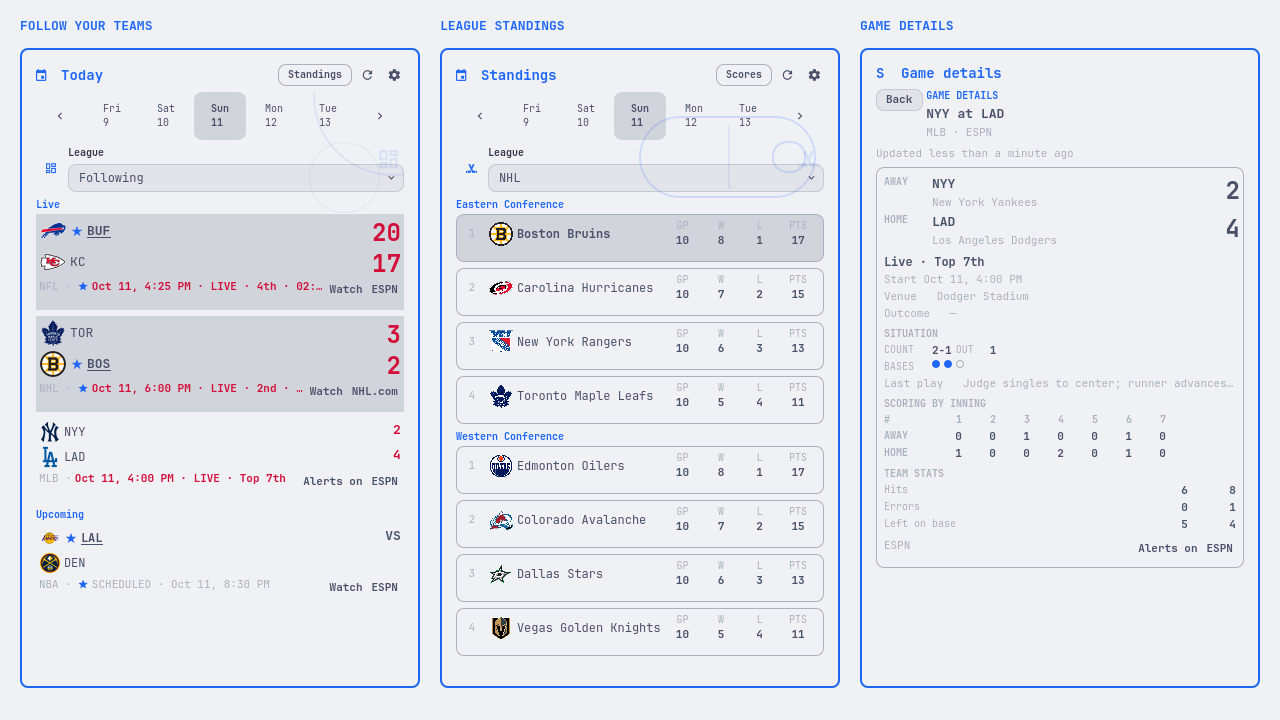 FOLLOW YOUR TEAMS
Today
Standings
Fri 9
Sat 10
Sun 11
Mon 12
Tue 13
League
Following
Live
BUF 20
KC 17
NFL · ★ Oct 11, 4:25 PM · LIVE · 4th · 02:… Watch ESPN
TOR 3
BOS 2
NHL · ★ Oct 11, 6:00 PM · LIVE · 2nd · … Watch NHL.com
NYY 2
LAD 4
MLB · Oct 11, 4:00 PM · LIVE · Top 7th Alerts on ESPN
Upcoming
★ LAL VS
DEN
NBA · ★ SCHEDULED · Oct 11, 8:30 PM Watch ESPN
LEAGUE STANDINGS
Standings
Scores
Fri 9
Sat 10
Sun 11
Mon 12
Tue 13
League
NHL
Eastern Conference
GP W L PTS
1 Boston Bruins 10 8 1 17
GP W L PTS
2 Carolina Hurricanes 10 7 2 15
GP W L PTS
3 New York Rangers 10 6 3 13
GP W L PTS
4 Toronto Maple Leafs 10 5 4 11
Western Conference
GP W L PTS
1 Edmonton Oilers 10 8 1 17
GP W L PTS
2 Colorado Avalanche 10 7 2 15
GP W L PTS
3 Dallas Stars 10 6 3 13
GP W L PTS
4 Vegas Golden Knights 10 5 4 11
GAME DETAILS
S Game details
Back
GAME DETAILS
NYY at LAD
MLB · ESPN
Updated less than a minute ago
AWAY NYY 2
New York Yankees
HOME LAD 4
Los Angeles Dodgers
Live · Top 7th
Start Oct 11, 4:00 PM
Venue Dodger Stadium
Outcome —
SITUATION
COUNT 2-1 OUT 1
BASES
Last play Judge singles to center; runner advances…
SCORING BY INNING
# 1 2 3 4 5 6 7
AWAY 0 0 1 0 0 1 0
HOME 1 0 0 2 0 1 0
TEAM STATS
Hits 6 8
Errors 0 1
Left on base 5 4
ESPN Alerts on ESPN